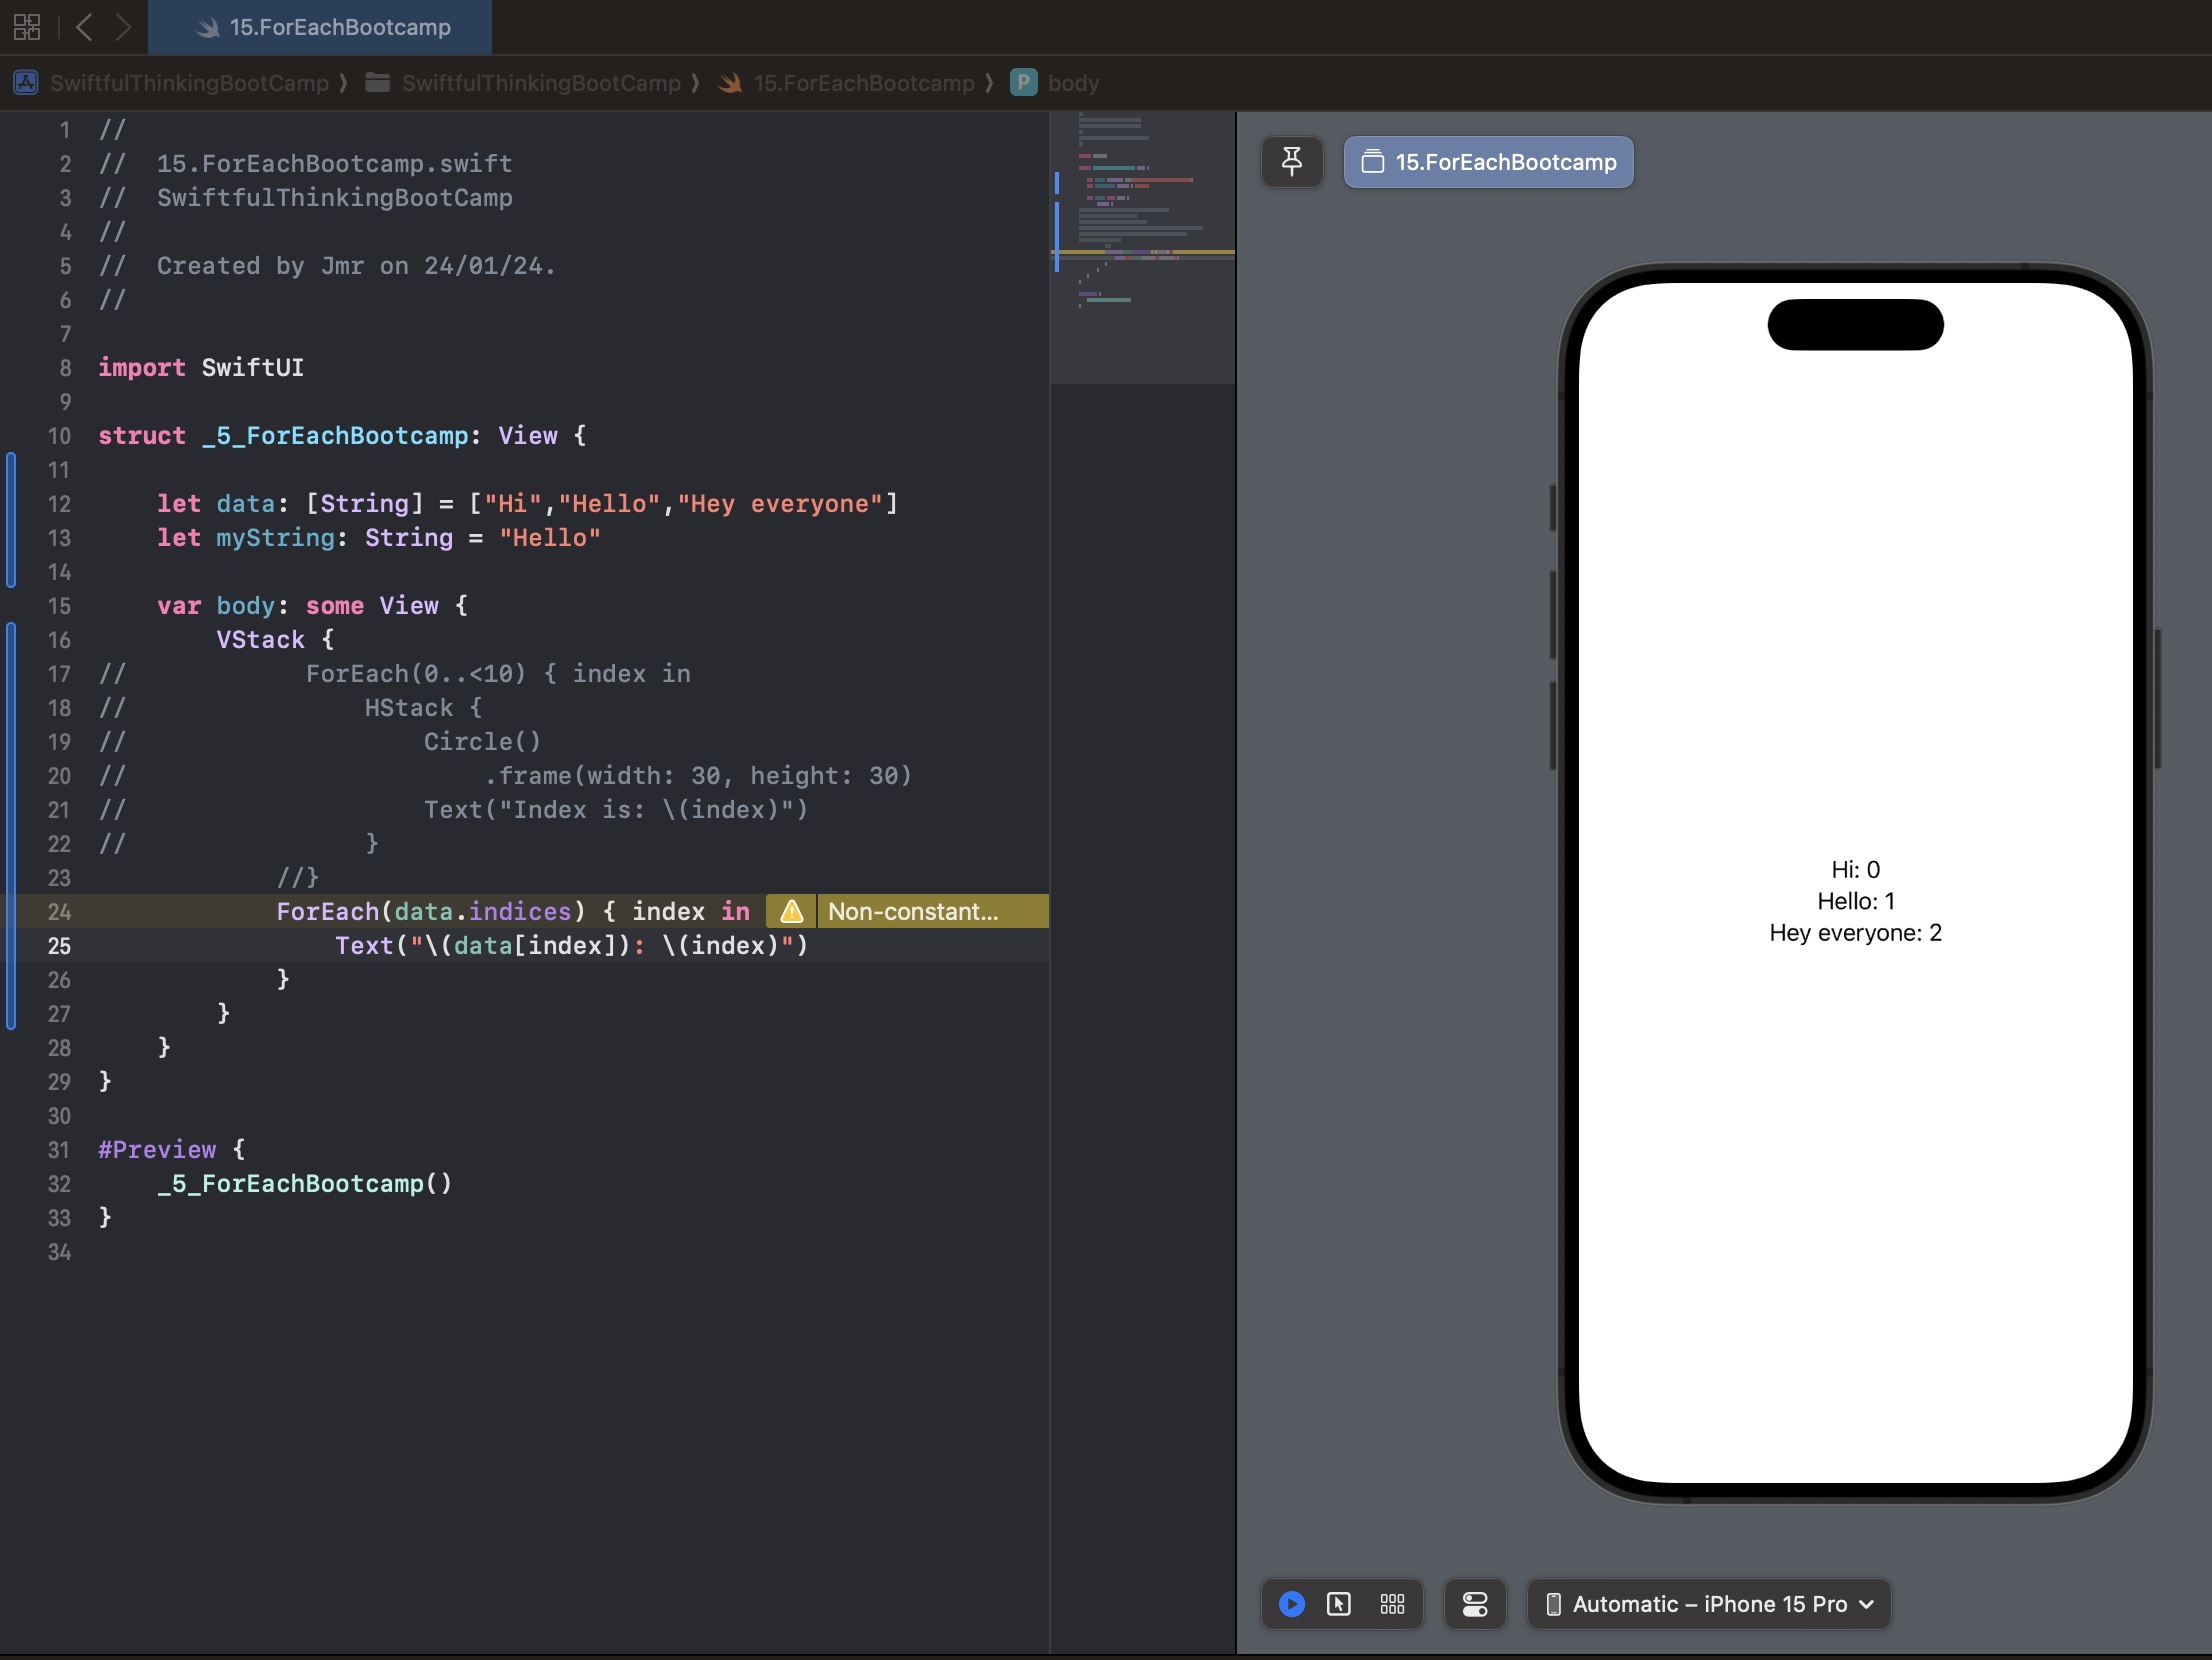 15.ForEachBootcamp
SwiftfulThinkingBootCamp ⟩ SwiftfulThinkingBootCamp ⟩ 15.ForEachBootcamp ⟩ P body
1 //
2 //  15.ForEachBootcamp.swift
3 //  SwiftfulThinkingBootCamp
4 //
5 //  Created by Jmr on 24/01/24.
6 //
7
8 import SwiftUI
9
10 struct _5_ForEachBootcamp: View {
11
12     let data: [String] = ["Hi","Hello","Hey everyone"]
13     let myString: String = "Hello"
14
15     var body: some View {
16         VStack {
17 //            ForEach(0..<10) { index in
18 //                HStack {
19 //                    Circle()
20 //                        .frame(width: 30, height: 30)
21 //                    Text("Index is: \(index)")
22 //                }
23             //}
24             ForEach(data.indices) { index in Non-constant...
25                 Text("\(data[index]): \(index)")
26             }
27         }
28     }
29 }
30
31 #Preview {
32     _5_ForEachBootcamp()
33 }
34
15.ForEachBootcamp
Hi: 0
Hello: 1
Hey everyone: 2
Automatic – iPhone 15 Pro